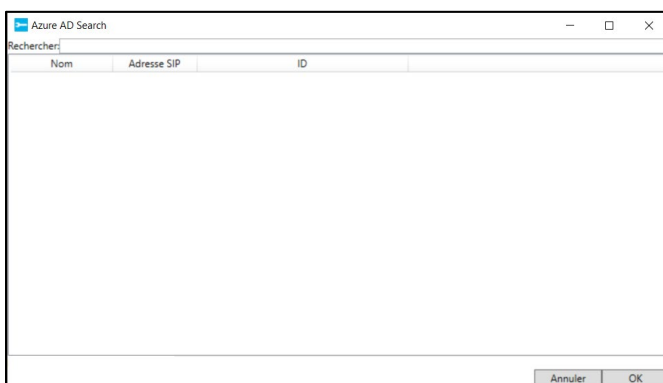 Azure AD Search
Rechercher:
Nom Adresse SIP ID
Annuler OK